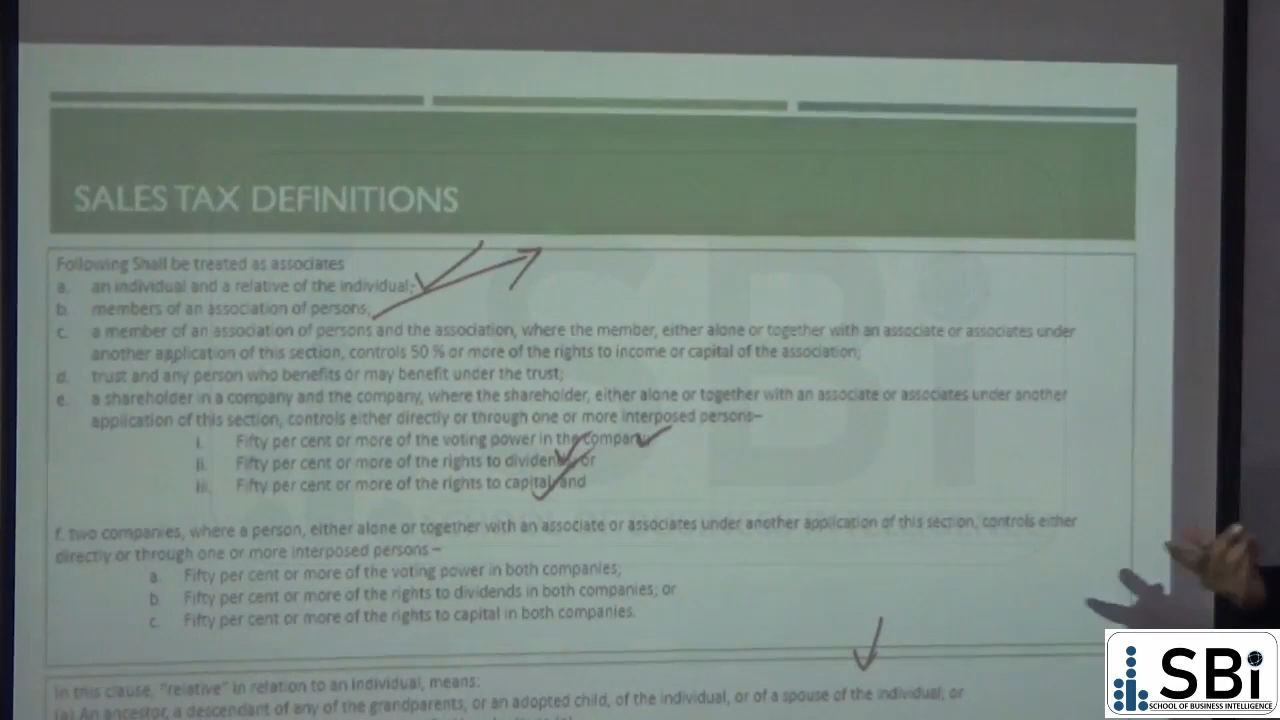 SALES TAX DEFINITIONS
Following Shall be treated as associates
a. an individual and a relative of the individual;
b. members of an association of persons;
c. a member of an association of persons and the association, where the member, either alone or together with an associate or associates under
another application of this section, controls 50 % or more of the rights to income or capital of the association;
d. trust and any person who benefits or may benefit under the trust;
e. a shareholder in a company and the company, where the shareholder, either alone or together with an associate or associates under another
application of this section, controls either directly or through one or more interposed persons–
i. Fifty per cent or more of the voting power in the company
ii. Fifty per cent or more of the rights to dividend or
iii. Fifty per cent or more of the rights to capital and
f. two companies, where a person, either alone or together with an associate or associates under another application of this section, controls either
directly or through one or more interposed persons –
a. Fifty per cent or more of the voting power in both companies;
b. Fifty per cent or more of the rights to dividends in both companies; or
c. Fifty per cent or more of the rights to capital in both companies.
In this clause, "relative" in relation to an individual, means:
(a) An ancestor, a descendant of any of the grandparents, or an adopted child, of the individual, or of a spouse of the individual; or
SBi
SCHOOL OF BUSINESS INTELLIGENCE